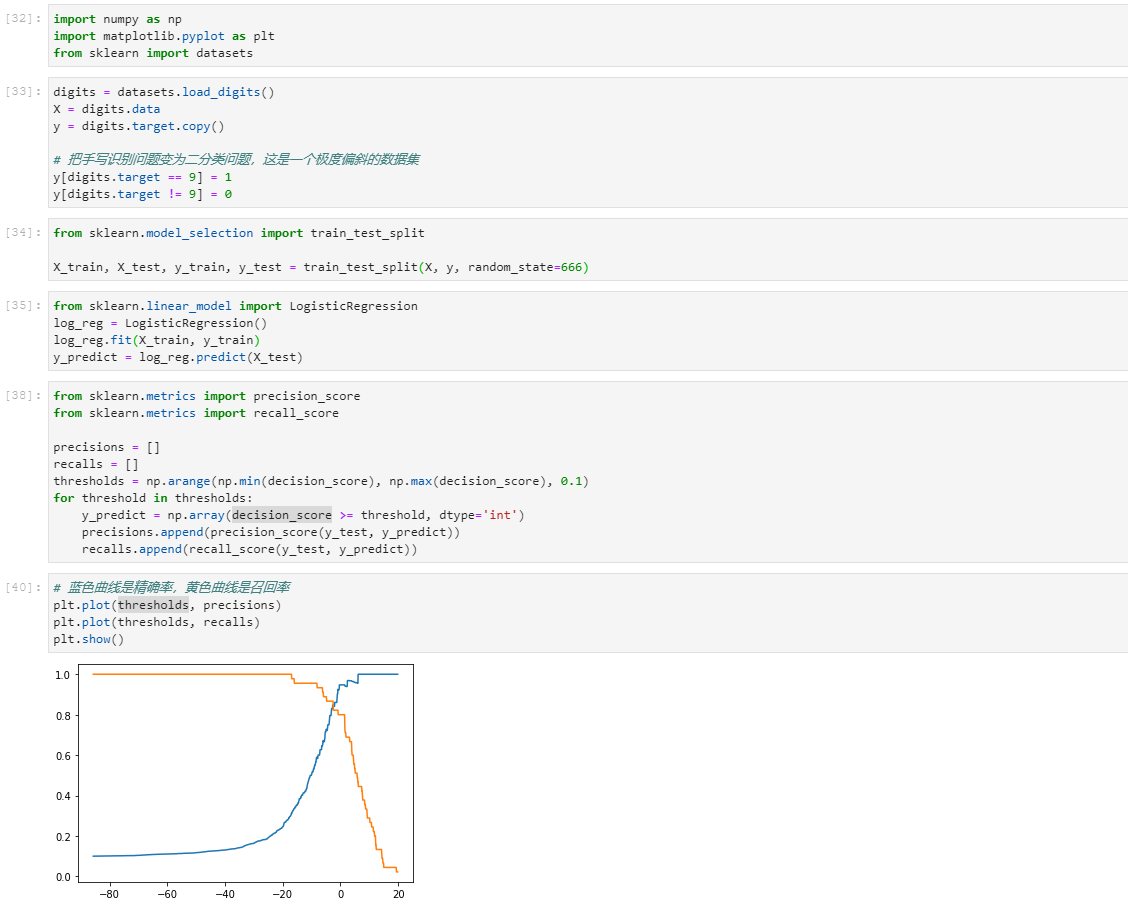 [32]:
import numpy as np
import matplotlib.pyplot as plt
from sklearn import datasets
[33]:
digits = datasets.load_digits()
X = digits.data
y = digits.target.copy()
# 把手写识别问题变为二分类问题，这是一个极度偏斜的数据集
y[digits.target == 9] = 1
y[digits.target != 9] = 0
[34]:
from sklearn.model_selection import train_test_split
X_train, X_test, y_train, y_test = train_test_split(X, y, random_state=666)
[35]:
from sklearn.linear_model import LogisticRegression
log_reg = LogisticRegression()
log_reg.fit(X_train, y_train)
y_predict = log_reg.predict(X_test)
[38]:
from sklearn.metrics import precision_score
from sklearn.metrics import recall_score
precisions = []
recalls = []
thresholds = np.arange(np.min(decision_score), np.max(decision_score), 0.1)
for threshold in thresholds:
    y_predict = np.array(decision_score >= threshold, dtype='int')
    precisions.append(precision_score(y_test, y_predict))
    recalls.append(recall_score(y_test, y_predict))
[40]:
# 蓝色曲线是精确率，黄色曲线是召回率
plt.plot(thresholds, precisions)
plt.plot(thresholds, recalls)
plt.show()
1.0
0.8
0.6
0.4
0.2
0.0
−80 −60 −40 −20 0 20